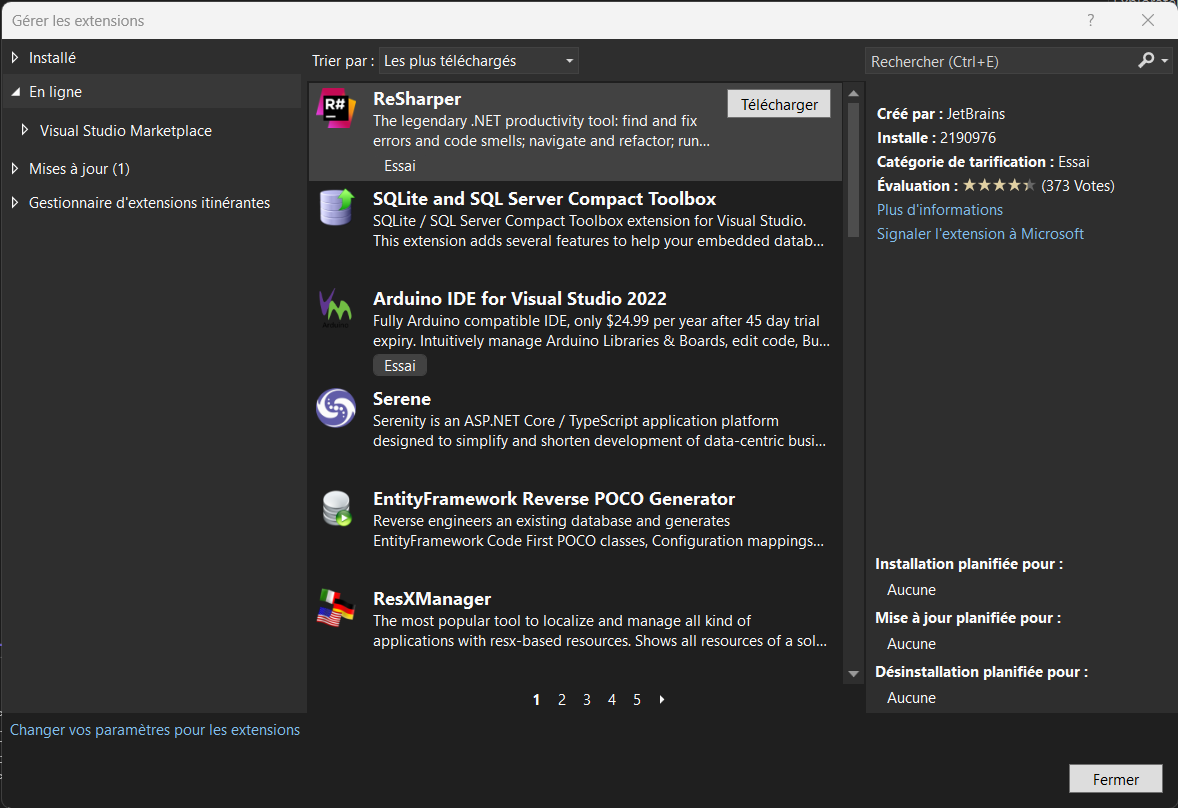 Gérer les extensions
?
Installé
En ligne
Visual Studio Marketplace
Mises à jour (1)
Gestionnaire d'extensions itinérantes
Trier par : Les plus téléchargés
R#
ReSharper
Télécharger
The legendary .NET productivity tool: find and fix
errors and code smells; navigate and refactor; run...
Essai
SQLite and SQL Server Compact Toolbox
SQLite / SQL Server Compact Toolbox extension for Visual Studio.
This extension adds several features to help your embedded datab...
Arduino IDE for Visual Studio 2022
Fully Arduino compatible IDE, only $24.99 per year after 45 day trial
expiry. Intuitively manage Arduino Libraries & Boards, edit code, Bu...
Essai
Serene
Serenity is an ASP.NET Core / TypeScript application platform
designed to simplify and shorten development of data-centric busi...
EntityFramework Reverse POCO Generator
Reverse engineers an existing database and generates
EntityFramework Code First POCO classes, Configuration mappings...
ResXManager
The most popular tool to localize and manage all kind of
applications with resx-based resources. Shows all resources of a sol...
1 2 3 4 5
Rechercher (Ctrl+E)
Créé par : JetBrains
Installe : 2190976
Catégorie de tarification : Essai
Évaluation : (373 Votes)
Plus d'informations
Signaler l'extension à Microsoft
Installation planifiée pour :
Aucune
Mise à jour planifiée pour :
Aucune
Désinstallation planifiée pour :
Aucune
Changer vos paramètres pour les extensions
Fermer